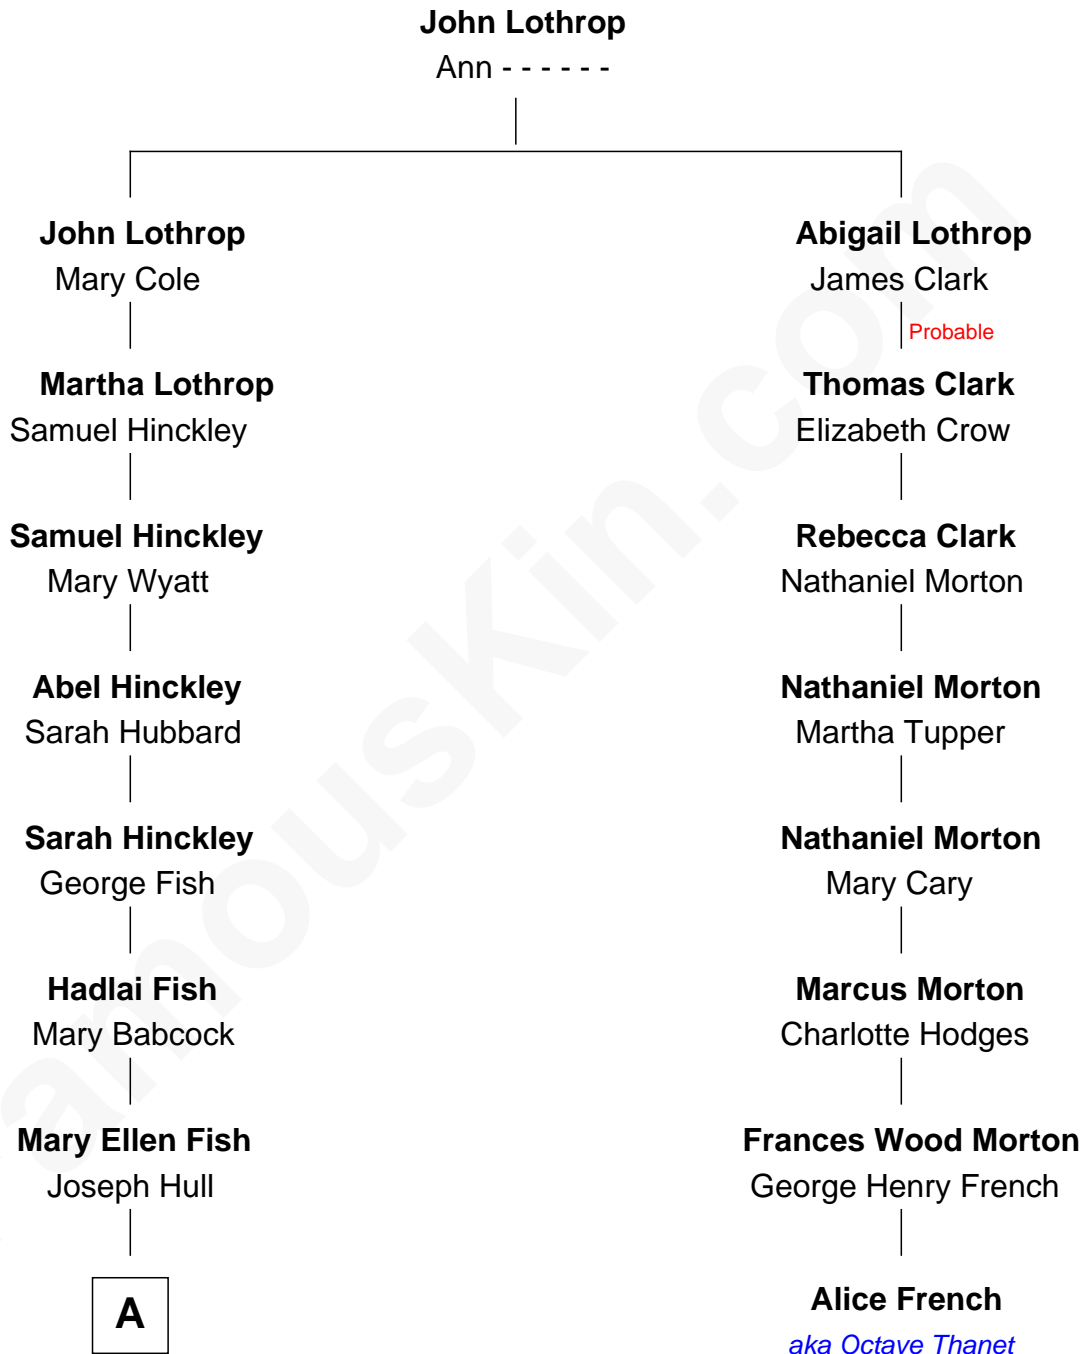 John Lothrop
Ann - - - - - -
John Lothrop
Mary Cole
Abigail Lothrop
James Clark
Probable
Martha Lothrop
Samuel Hinckley
Thomas Clark
Elizabeth Crow
Samuel Hinckley
Mary Wyatt
Rebecca Clark
Nathaniel Morton
Abel Hinckley
Sarah Hubbard
Nathaniel Morton
Martha Tupper
Sarah Hinckley
George Fish
Nathaniel Morton
Mary Cary
Hadlai Fish
Mary Babcock
Marcus Morton
Charlotte Hodges
Mary Ellen Fish
Joseph Hull
Frances Wood Morton
George Henry French
A
Alice French
aka Octave Thanet
amouskin.com